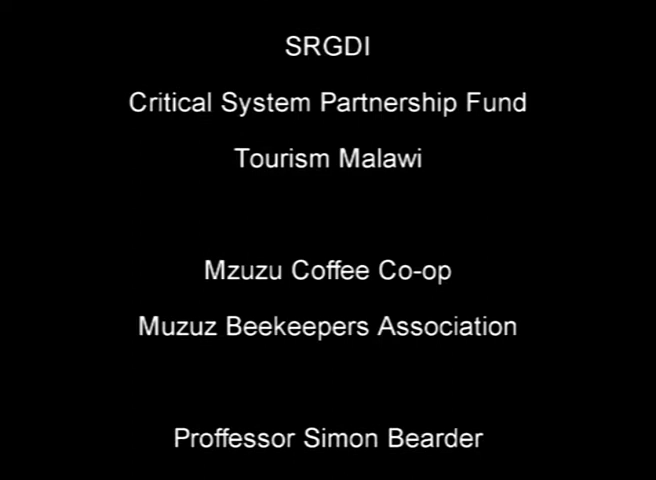 SRGDI
Critical System Partnership Fund
Tourism Malawi
Mzuzu Coffee Co-op
Muzuz Beekeepers Association
Proffessor Simon Bearder